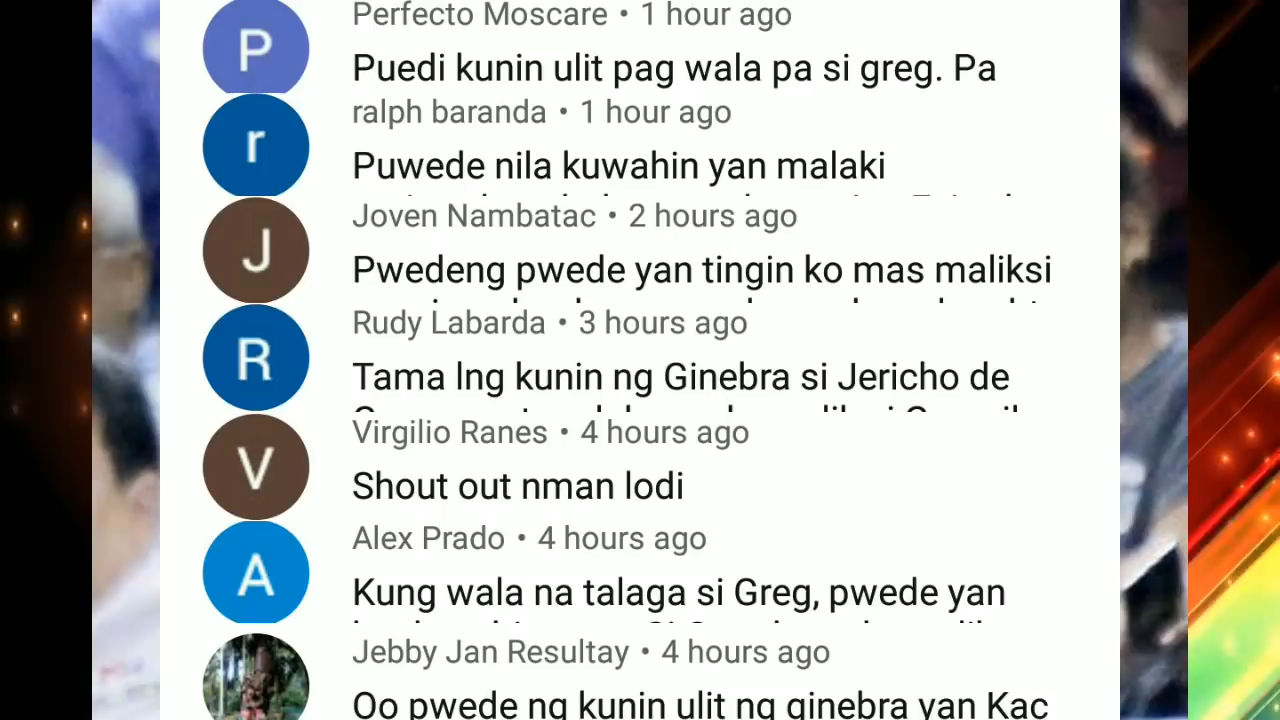 P
Perfecto Moscare • 1 hour ago
Puedi kunin ulit pag wala pa si greg. Pa
r
ralph baranda • 1 hour ago
Puwede nila kuwahin yan malaki
J
Joven Nambatac • 2 hours ago
Pwedeng pwede yan tingin ko mas maliksi
R
Rudy Labarda • 3 hours ago
Tama lng kunin ng Ginebra si Jericho de
V
Virgilio Ranes • 4 hours ago
Shout out nman lodi
A
Alex Prado • 4 hours ago
Kung wala na talaga si Greg, pwede yan
Jebby Jan Resultay • 4 hours ago
Oo pwede ng kunin ulit ng ginebra yan Kac